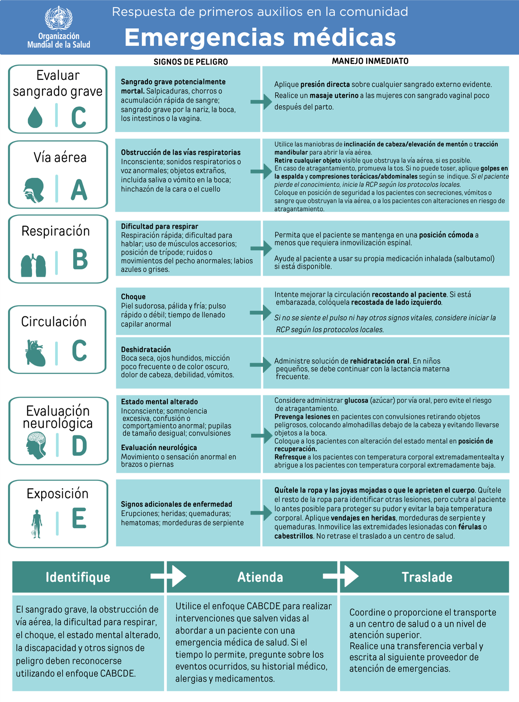 Organización
Mundial de la Salud
Respuesta de primeros auxilios en la comunidad
Emergencias médicas
SIGNOS DE PELIGRO
MANEJO INMEDIATO
Evaluar
sangrado grave
C
Sangrado grave potencialmente
mortal. Salpicaduras, chorros o
acumulación rápida de sangre;
sangrado grave por la nariz, la boca,
los intestinos o la vagina.
Aplique presión directa sobre cualquier sangrado externo evidente.
Realice un masaje uterino a las mujeres con sangrado vaginal poco
después del parto.
Vía aérea
A
Obstrucción de las vías respiratorias
Inconsciente; sonidos respiratorios o
voz anormales; objetos extraños,
incluida saliva o vómito en la boca;
hinchazón de la cara o el cuello
Utilice las maniobras de inclinación de cabeza/elevación de mentón o tracción
mandibular para abrir la vía aérea.
Retire cualquier objeto visible que obstruya la vía aérea, si es posible.
En caso de atragantamiento, promueva la tos. Si no puede toser, aplique golpes en
la espalda y compresiones torácicas/abdominales según se indique. Si el paciente
pierde el conocimiento, inicie la RCP según los protocolos locales.
Coloque en posición de seguridad a los pacientes con secreciones, vómitos o
sangre que obstruyan la vía aérea, o a los pacientes con alteraciones en riesgo de
atragantamiento.
Respiración
B
Dificultad para respirar
Respiración rápida; dificultad para
hablar; uso de músculos accesorios;
posición de trípode; ruidos o
movimientos del pecho anormales; labios
azules o grises.
Permita que el paciente se mantenga en una posición cómoda a
menos que requiera inmovilización espinal.
Ayude al paciente a usar su propia medicación inhalada (salbutamol)
si está disponible.
Circulación
C
Choque
Piel sudorosa, pálida y fría; pulso
rápido o débil; tiempo de llenado
capilar anormal
Intente mejorar la circulación recostando al paciente. Si está
embarazada, colóquela recostada de lado izquierdo.
Si no se siente el pulso ni hay otros signos vitales, considere iniciar la
RCP según los protocolos locales.
Deshidratación
Boca seca, ojos hundidos, micción
poco frecuente o de color oscuro,
dolor de cabeza, debilidad, vómitos.
Administre solución de rehidratación oral. En niños
pequeños, se debe continuar con la lactancia materna
frecuente.
Evaluación
neurológica
D
Estado mental alterado
Inconsciente; somnolencia
excesiva, confusión o
comportamiento anormal; pupilas
de tamaño desigual; convulsiones
Evaluación neurológica
Movimiento o sensación anormal en
brazos o piernas
Considere administrar glucosa (azúcar) por vía oral, pero evite el riesgo
de atragantamiento.
Prevenga lesiones en pacientes con convulsiones retirando objetos
peligrosos, colocando almohadillas debajo de la cabeza y evitando llevarse
objetos a la boca.
Coloque a los pacientes con alteración del estado mental en posición de
recuperación.
Refresque a los pacientes con temperatura corporal extremadamentealta y
abrigue a los pacientes con temperatura corporal extremadamente baja.
Exposición
E
Signos adicionales de enfermedad
Erupciones; heridas; quemaduras;
hematomas; mordeduras de serpiente
Quítele la ropa y las joyas mojadas o que le aprieten el cuerpo. Quítele
el resto de la ropa para identificar otras lesiones, pero cubra al paciente
lo antes posible para proteger su pudor y evitar la baja temperatura
corporal. Aplique vendajes en heridas, mordeduras de serpiente y
quemaduras. Inmovilice las extremidades lesionadas con férulas o
cabestrillos. No retrase el traslado a un centro de salud.
Identifique
Atienda
Traslade
El sangrado grave, la obstrucción de
vía aérea, la dificultad para respirar,
el choque, el estado mental alterado,
la discapacidad y otros signos de
peligro deben reconocerse
utilizando el enfoque CABCDE.
Utilice el enfoque CABCDE para realizar
intervenciones que salven vidas al
abordar a un paciente con una
emergencia médica de salud. Si el
tiempo lo permite, pregunte sobre los
eventos ocurridos, su historial médico,
alergias y medicamentos.
Coordine o proporcione el transporte
a un centro de salud o a un nivel de
atención superior.
Realice una transferencia verbal y
escrita al siguiente proveedor de
atención de emergencias.